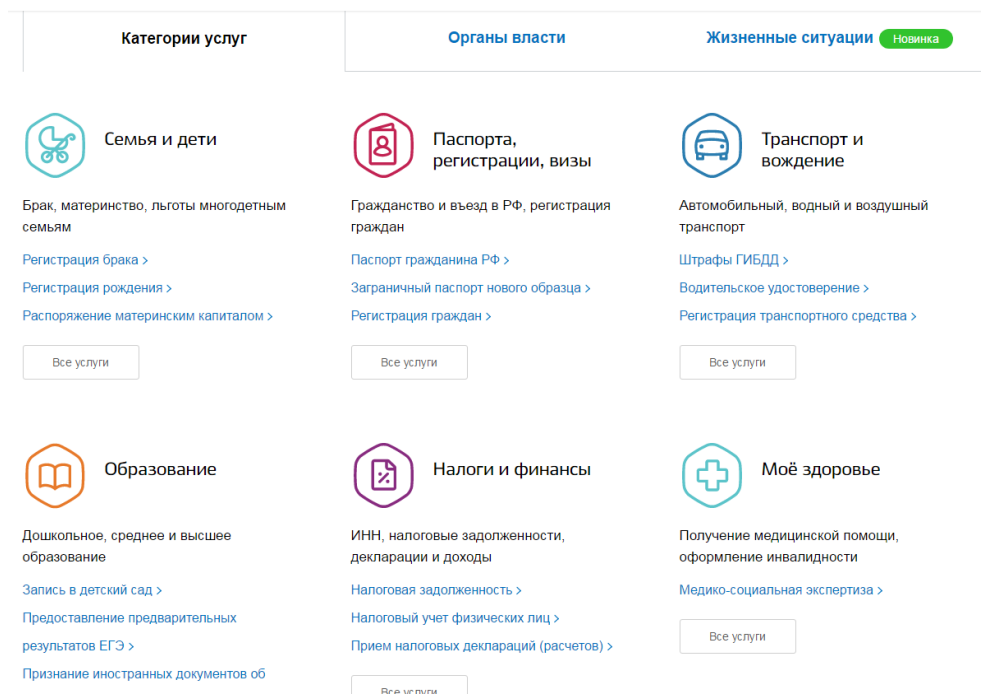 Категории услуг
Органы власти
Жизненные ситуации Новинка
Семья и дети
Брак, материнство, льготы многодетным
семьям
Регистрация брака >
Регистрация рождения >
Распоряжение материнским капиталом >
Все услуги
Паспорта,
регистрации, визы
Гражданство и въезд в РФ, регистрация
граждан
Паспорт гражданина РФ >
Заграничный паспорт нового образца >
Регистрация граждан >
Все услуги
Транспорт и
вождение
Автомобильный, водный и воздушный
транспорт
Штрафы ГИБДД >
Водительское удостоверение >
Регистрация транспортного средства >
Все услуги
Образование
Дошкольное, среднее и высшее
образование
Запись в детский сад >
Предоставление предварительных
результатов ЕГЭ >
Признание иностранных документов об
Налоги и финансы
ИНН, налоговые задолженности,
декларации и доходы
Налоговая задолженность >
Налоговый учет физических лиц >
Прием налоговых деклараций (расчетов) >
Все услуги
Моё здоровье
Получение медицинской помощи,
оформление инвалидности
Медико-социальная экспертиза >
Все услуги